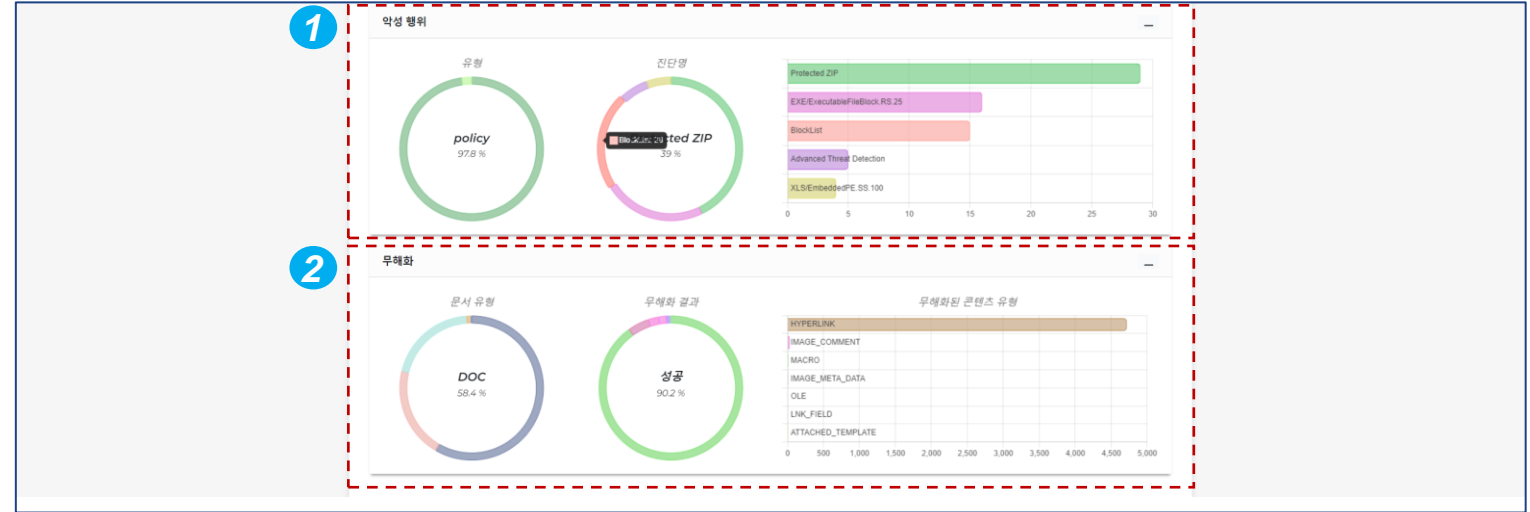 1
악성 행위
유형
진단명
policy
97.8 %
cted ZIP
39 %
Protected ZIP
EXE/ExecutableFileBlock.RS.25
BlockList
Advanced Threat Detection
XLS/EmbeddedPE.SS.100
0 5 10 15 20 25 30
2
무해화
문서 유형
무해화 결과
무해화된 콘텐츠 유형
DOC
58.4 %
성공
90.2 %
HYPERLINK
IMAGE_COMMENT
MACRO
IMAGE_META_DATA
OLE
LNK_FIELD
ATTACHED_TEMPLATE
0 500 1,000 1,500 2,000 2,500 3,000 3,500 4,000 4,500 5,000